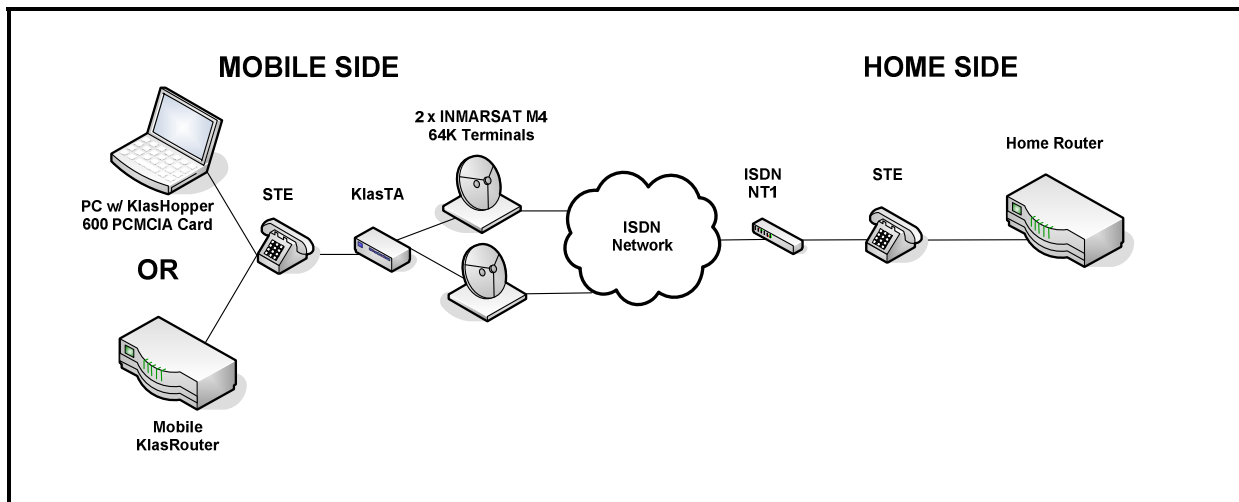 MOBILE SIDE
HOME SIDE
2 x INMARSAT M4
64K Terminals
Home Router
STE
KlasTA
ISDN
NT1
STE
PC w/ KlasHopper
600 PCMCIA Card
ISDN
Network
OR
Mobile
KlasRouter